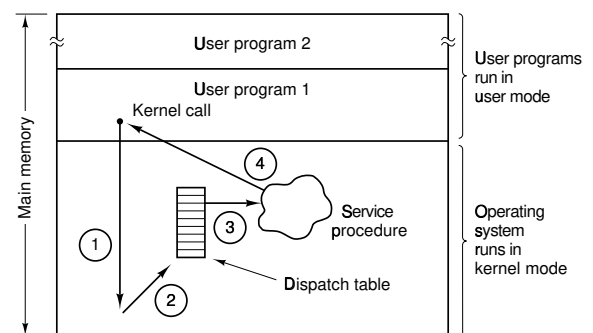 User program 2
User program 1
Kernel call
User programs
run in
user mode
Main memory
4
3
Service
procedure
1
2
Dispatch table
Operating
system
runs in
kernel mode